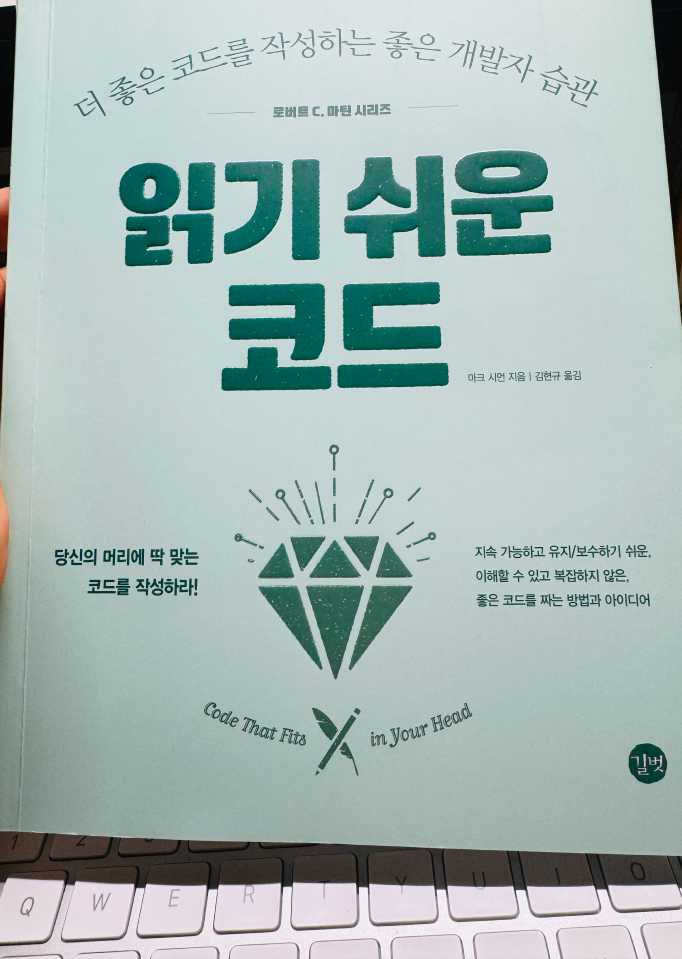 더 좋은 코드를 작성하는 좋은 개발자 습관
로버트 C. 마틴 시리즈
읽기 쉬운
코드
마크 시먼 지음 | 김현규 옮김
당신의 머리에 딱 맞는
코드를 작성하라!
지속 가능하고 유지/보수하기 쉬운,
이해할 수 있고 복잡하지 않은,
좋은 코드를 짜는 방법과 아이디어
Code That Fits in Your Head
길벗
1 2
Q W E R T Y U I O